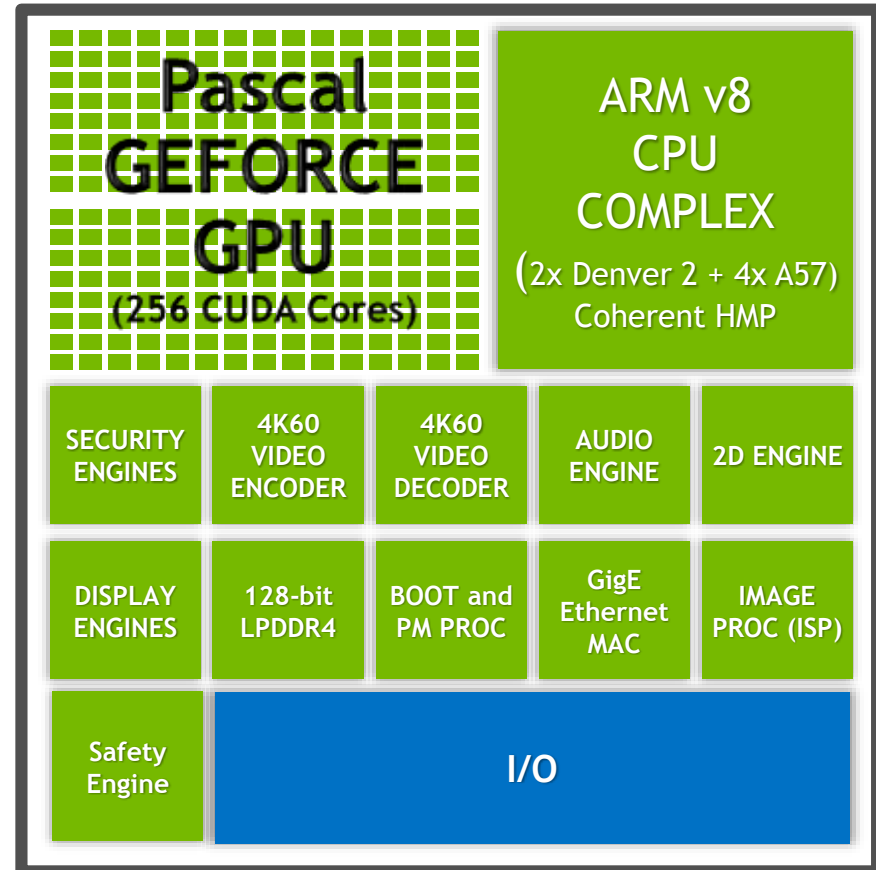 Pascal
GEFORCE
GPU
(256 CUDA Cores)
ARM v8
CPU
COMPLEX
(2x Denver 2 + 4x A57)
Coherent HMP
SECURITY
ENGINES
4K60
VIDEO
ENCODER
4K60
VIDEO
DECODER
AUDIO
ENGINE
2D ENGINE
DISPLAY
ENGINES
128-bit
LPDDR4
BOOT and
PM PROC
GigE
Ethernet
MAC
IMAGE
PROC (ISP)
Safety
Engine
I/O